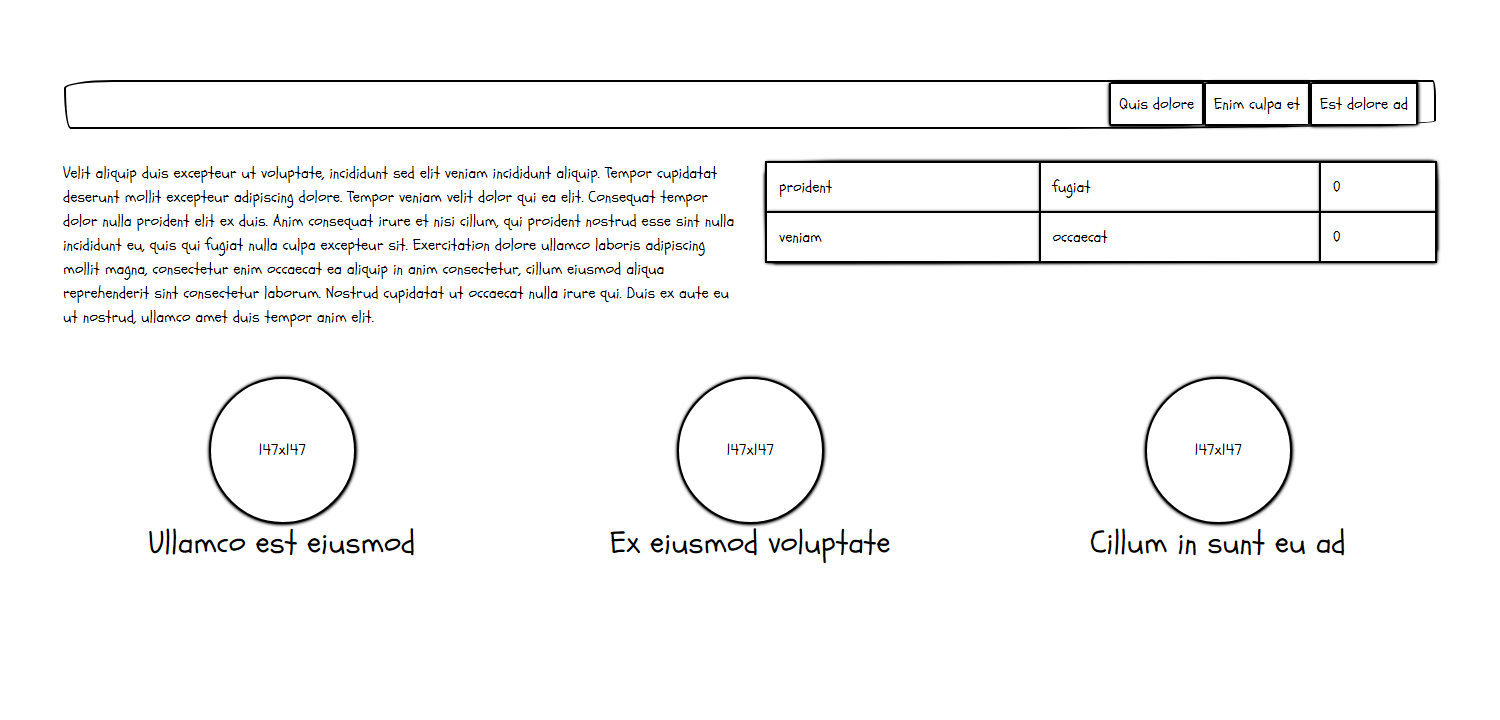 Quis dolore Enim culpa et Est dolore ad
Velit aliquip duis excepteur ut voluptate, incididunt sed elit veniam incididunt aliquip. Tempor cupidatat
deserunt mollit excepteur adipiscing dolore. Tempor veniam velit dolor qui ea elit. Consequat tempor
dolor nulla proident elit ex duis. Anim consequat irure et nisi cillum, qui proident nostrud esse sint nulla
incididunt eu, quis qui fugiat nulla culpa excepteur sit. Exercitation dolore ullamco laboris adipiscing
mollit magna, consectetur enim occaecat ea aliquip in anim consectetur, cillum eiusmod aliqua
reprehenderit sint consectetur laborum. Nostrud cupidatat ut occaecat nulla irure qui. Duis ex aute eu
ut nostrud, ullamco amet duis tempor anim elit.
proident fugiat 0
veniam occaecat 0
147x147 147x147 147x147
Ullamco est eiusmod Ex eiusmod voluptate Cillum in sunt eu ad